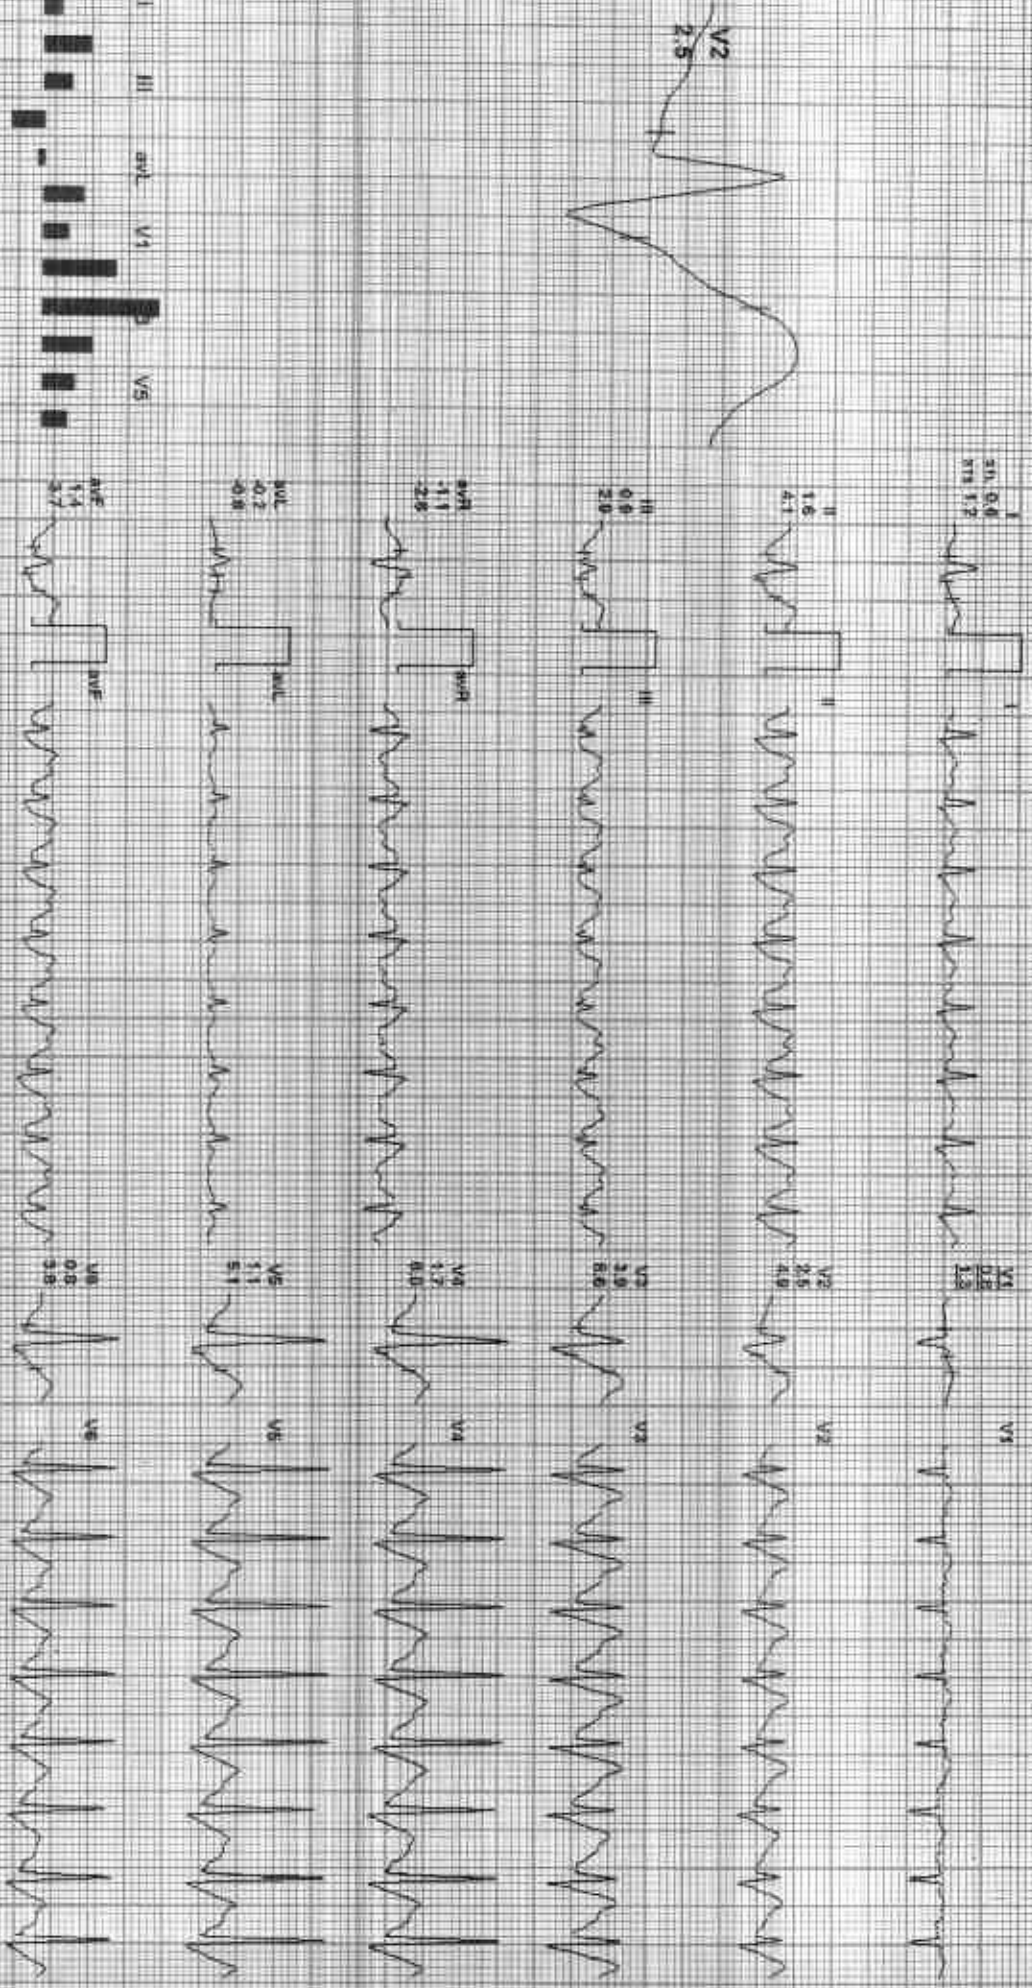 I I V1 V1
STL 0.6 0.8
STS 1.2 1.3
V2
2.5
II II V2 V2
1.6 2.5
4.1 4.9
III III V3 V3
0.9 3.9
2.9 8.6
avR avR V4 V4
-1.1 1.7
-2.6 8.0
avL avL V5 V5
-0.2 1.1
-0.8 5.1
I III avL V1 V5
avF avF V6 V6
1.4 0.8
3.7 3.8